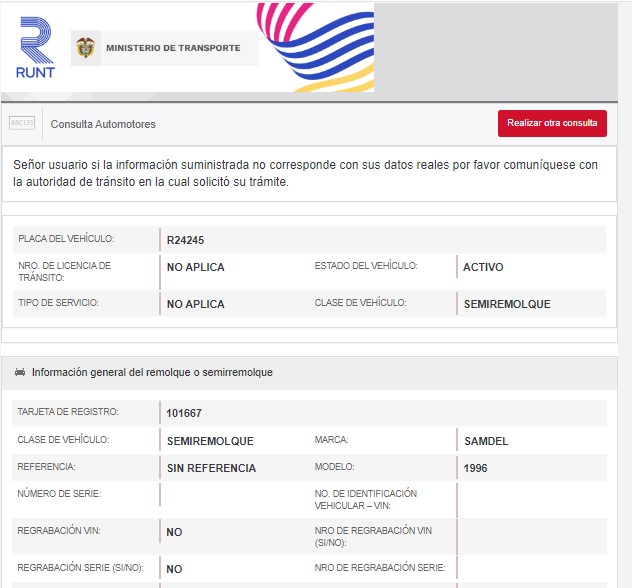 RUNT
MINISTERIO DE TRANSPORTE
ABC123
Consulta Automotores
Realizar otra consulta
Señor usuario si la información suministrada no corresponde con sus datos reales por favor comuníquese con
la autoridad de tránsito en la cual solicitó su trámite.
PLACA DEL VEHÍCULO: R24245
NRO. DE LICENCIA DE TRÁNSITO: NO APLICA ESTADO DEL VEHÍCULO: ACTIVO
TIPO DE SERVICIO: NO APLICA CLASE DE VEHÍCULO: SEMIREMOLQUE
Información general del remolque o semirremolque
TARJETA DE REGISTRO: 101667
CLASE DE VEHÍCULO: SEMIREMOLQUE MARCA: SAMDEL
REFERENCIA: SIN REFERENCIA MODELO: 1996
NÚMERO DE SERIE: NO. DE IDENTIFICACIÓN VEHICULAR – VIN:
REGRABACIÓN VIN: NO NRO DE REGRABACIÓN VIN (SI/NO):
REGRABACIÓN SERIE (SI/NO): NO NRO DE REGRABACIÓN SERIE: